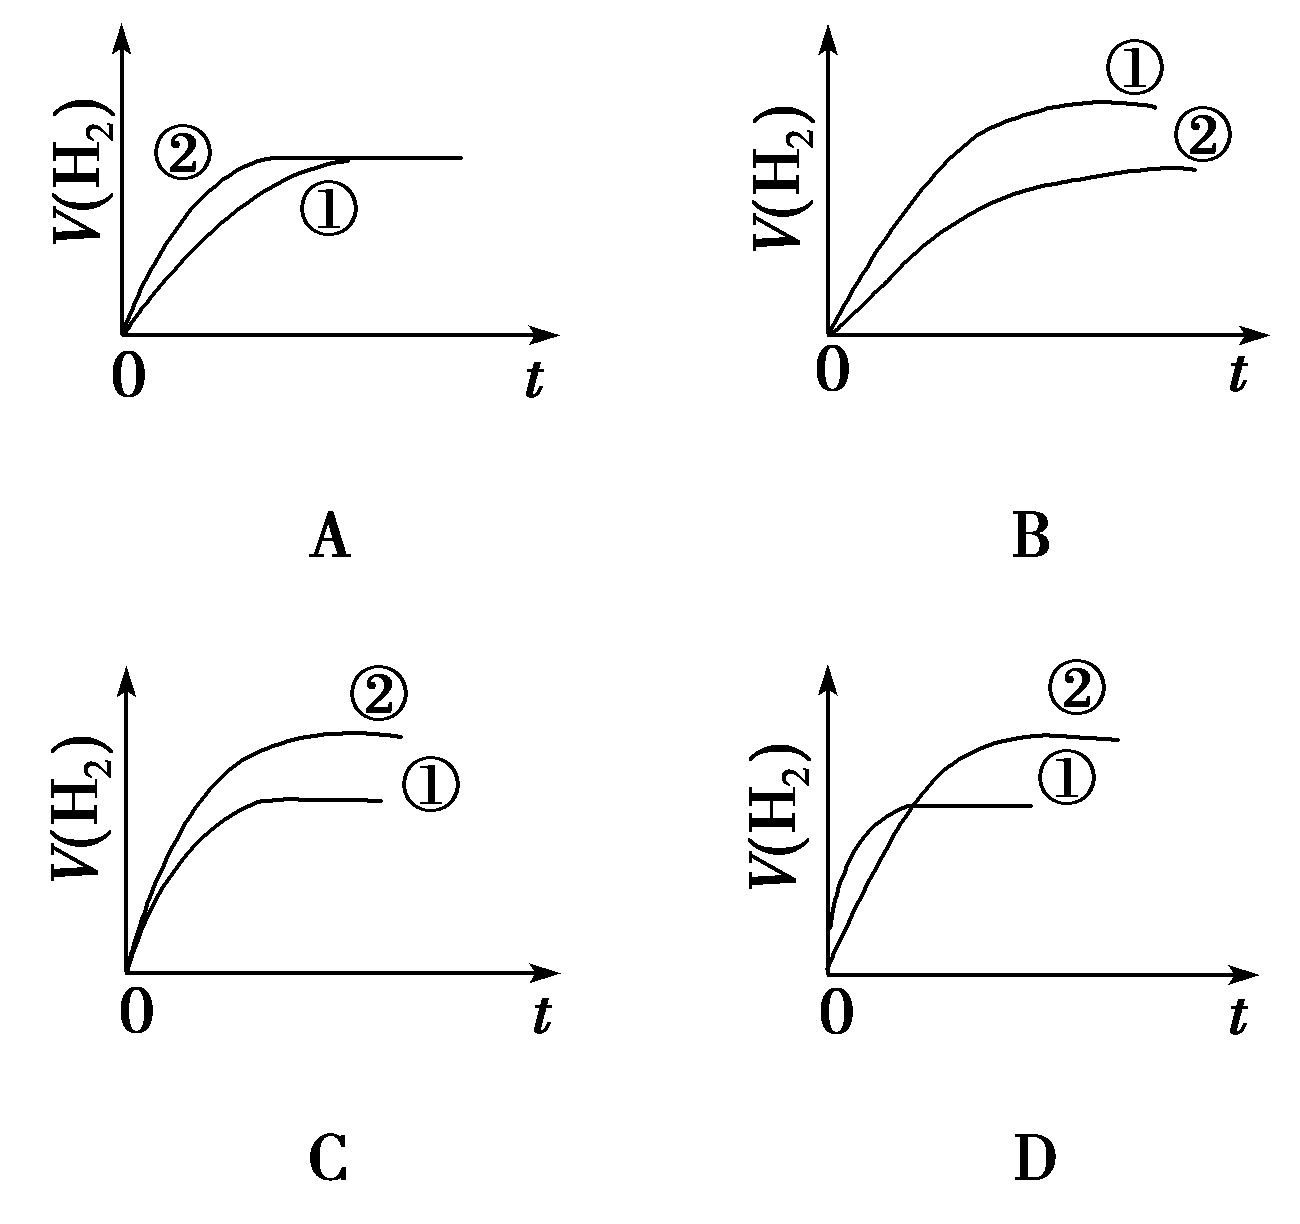 V(H₂)
②
①
0
t
A
V(H₂)
①
②
0
t
B
V(H₂)
②
①
0
t
C
V(H₂)
②
①
0
t
D